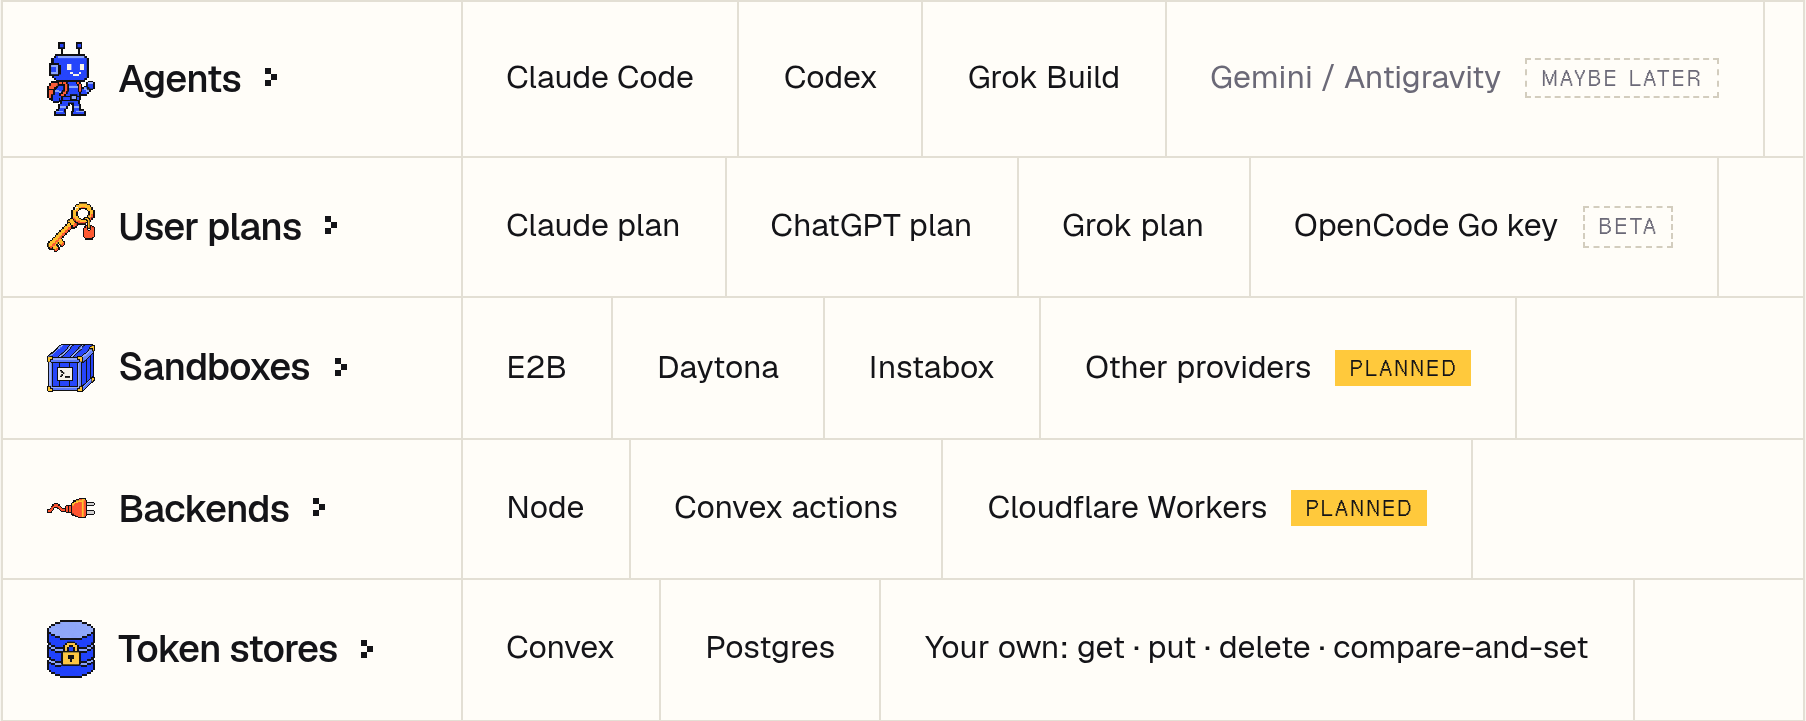 Agents Claude Code Codex Grok Build Gemini / Antigravity MAYBE LATER
User plans Claude plan ChatGPT plan Grok plan OpenCode Go key BETA
Sandboxes E2B Daytona Instabox Other providers PLANNED
Backends Node Convex actions Cloudflare Workers PLANNED
Token stores Convex Postgres Your own: get · put · delete · compare-and-set